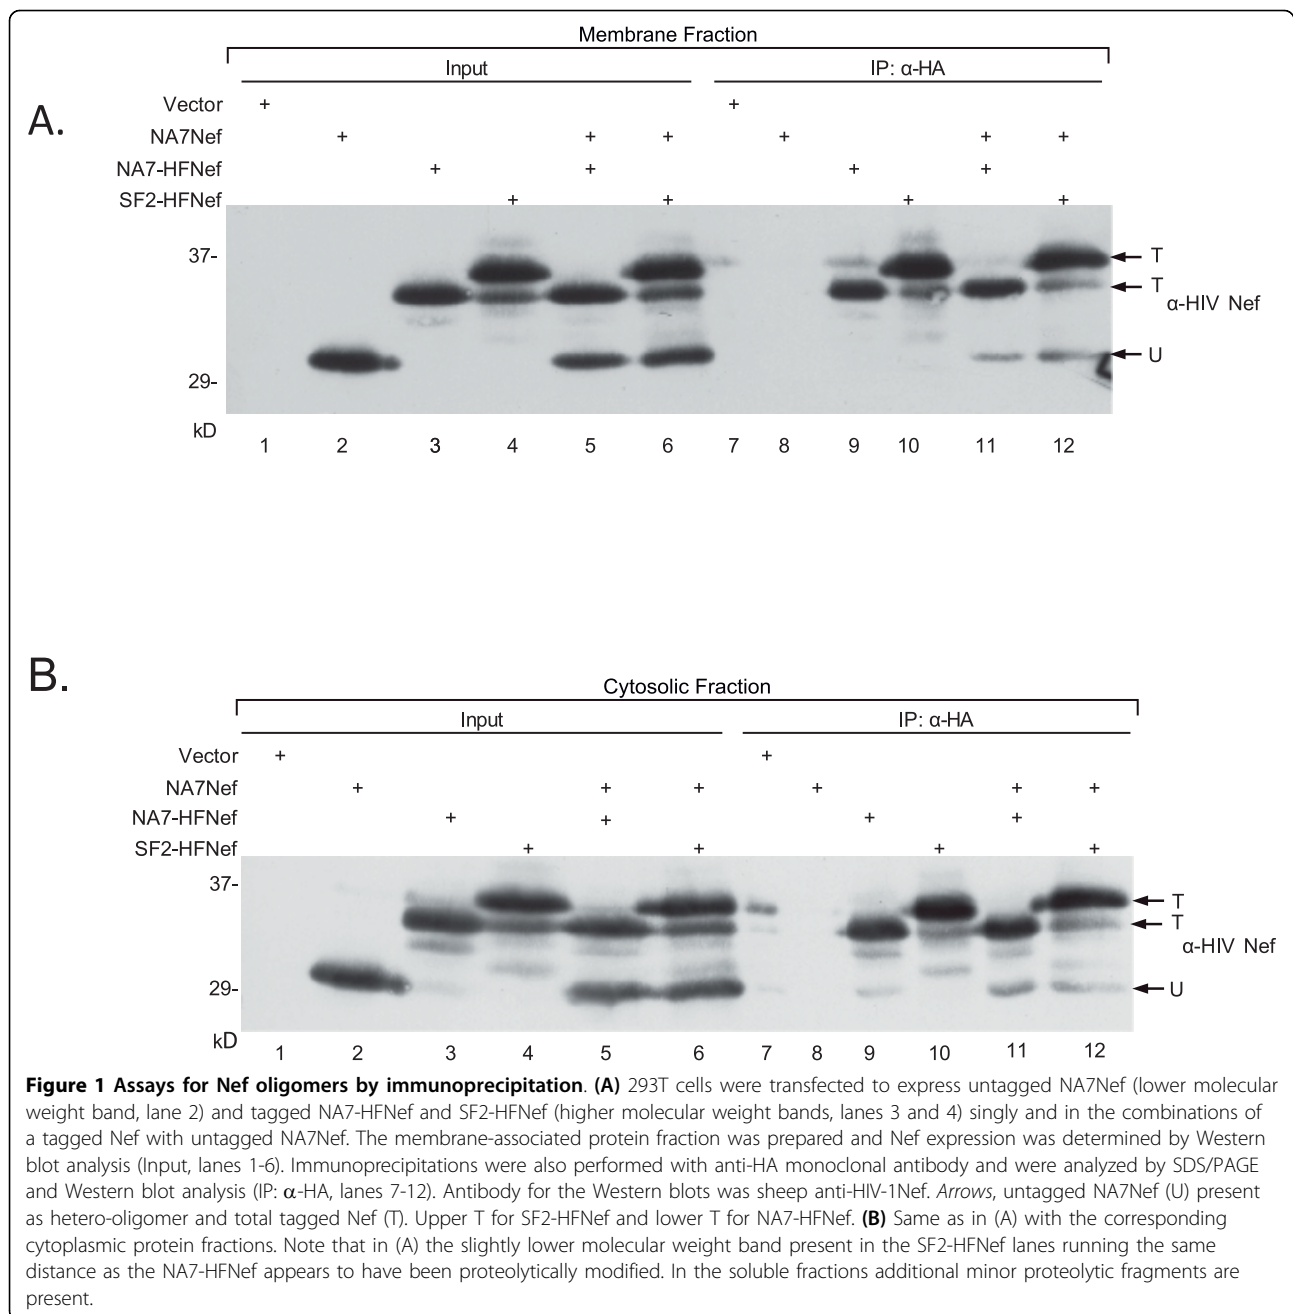 Membrane Fraction
Input IP: α-HA
A.
Vector + +
NA7Nef + + + + + +
NA7-HFNef + + + +
SF2-HFNef + + + +
37- T
T
α-HIV Nef
29- U
kD
1 2 3 4 5 6 7 8 9 10 11 12
B.
Cytosolic Fraction
Input IP: α-HA
Vector + +
NA7Nef + + + + + +
NA7-HFNef + + + +
SF2-HFNef + + + +
37- T
T
α-HIV Nef
29- U
kD
1 2 3 4 5 6 7 8 9 10 11 12
Figure 1 Assays for Nef oligomers by immunoprecipitation. (A) 293T cells were transfected to express untagged NA7Nef (lower molecular
weight band, lane 2) and tagged NA7-HFNef and SF2-HFNef (higher molecular weight bands, lanes 3 and 4) singly and in the combinations of
a tagged Nef with untagged NA7Nef. The membrane-associated protein fraction was prepared and Nef expression was determined by Western
blot analysis (Input, lanes 1-6). Immunoprecipitations were also performed with anti-HA monoclonal antibody and were analyzed by SDS/PAGE
and Western blot analysis (IP: α-HA, lanes 7-12). Antibody for the Western blots was sheep anti-HIV-1Nef. Arrows, untagged NA7Nef (U) present
as hetero-oligomer and total tagged Nef (T). Upper T for SF2-HFNef and lower T for NA7-HFNef. (B) Same as in (A) with the corresponding
cytoplasmic protein fractions. Note that in (A) the slightly lower molecular weight band present in the SF2-HFNef lanes running the same
distance as the NA7-HFNef appears to have been proteolytically modified. In the soluble fractions additional minor proteolytic fragments are
present.